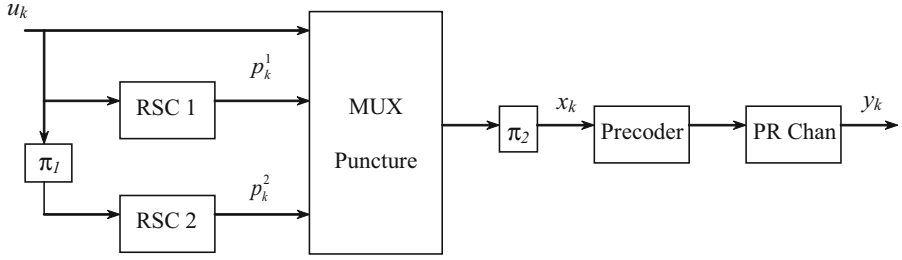 u_k
RSC 1
p_k^1
MUX
Puncture
π_1
RSC 2
p_k^2
π_2
x_k
Precoder
PR Chan
y_k